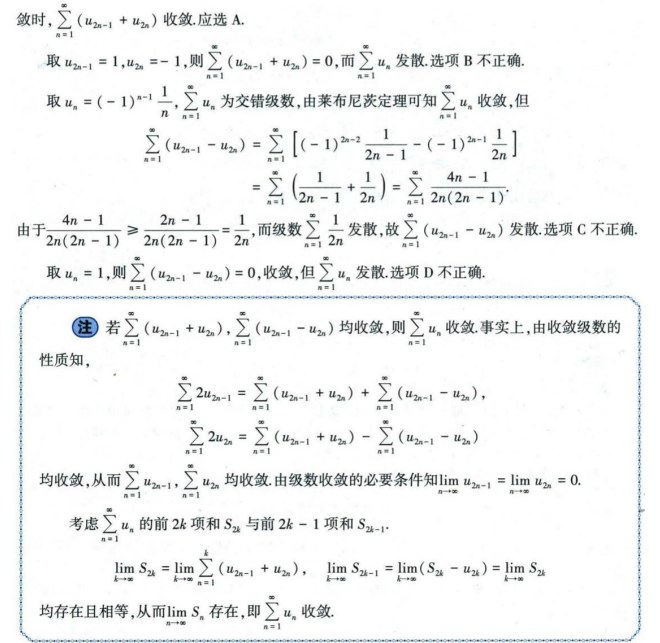 敛时,$\sum_{n=1}^{\infty}(u_{2n-1}+u_{2n})$ 收敛.应选 A.
取 $u_{2n-1}=1,u_{2n}=-1$,则 $\sum_{n=1}^{\infty}(u_{2n-1}+u_{2n})=0$,而 $\sum_{n=1}^{\infty}u_n$ 发散.选项 B 不正确.
取 $u_n=(-1)^{n-1}\frac{1}{n}$,$\sum_{n=1}^{\infty}u_n$ 为交错级数,由莱布尼茨定理可知 $\sum_{n=1}^{\infty}u_n$ 收敛,但
$\sum_{n=1}^{\infty}(u_{2n-1}-u_{2n})=\sum_{n=1}^{\infty}\left[(-1)^{2n-2}\frac{1}{2n-1}-(-1)^{2n-1}\frac{1}{2n}\right]$
$=\sum_{n=1}^{\infty}\left(\frac{1}{2n-1}+\frac{1}{2n}\right)=\sum_{n=1}^{\infty}\frac{4n-1}{2n(2n-1)}.$
由于 $\frac{4n-1}{2n(2n-1)}\geqslant\frac{2n-1}{2n(2n-1)}=\frac{1}{2n}$,而级数 $\sum_{n=1}^{\infty}\frac{1}{2n}$ 发散,故 $\sum_{n=1}^{\infty}(u_{2n-1}-u_{2n})$ 发散.选项 C 不正确.
取 $u_n=1$,则 $\sum_{n=1}^{\infty}(u_{2n-1}-u_{2n})=0$,收敛,但 $\sum_{n=1}^{\infty}u_n$ 发散.选项 D 不正确.
注 若 $\sum_{n=1}^{\infty}(u_{2n-1}+u_{2n})$,$\sum_{n=1}^{\infty}(u_{2n-1}-u_{2n})$ 均收敛,则 $\sum_{n=1}^{\infty}u_n$ 收敛.事实上,由收敛级数的
性质知,
$\sum_{n=1}^{\infty}2u_{2n-1}=\sum_{n=1}^{\infty}(u_{2n-1}+u_{2n})+\sum_{n=1}^{\infty}(u_{2n-1}-u_{2n}),$
$\sum_{n=1}^{\infty}2u_{2n}=\sum_{n=1}^{\infty}(u_{2n-1}+u_{2n})-\sum_{n=1}^{\infty}(u_{2n-1}-u_{2n})$
均收敛,从而 $\sum_{n=1}^{\infty}u_{2n-1}$,$\sum_{n=1}^{\infty}u_{2n}$ 均收敛.由级数收敛的必要条件知 $\lim_{n\to\infty}u_{2n-1}=\lim_{n\to\infty}u_{2n}=0$.
考虑 $\sum_{n=1}^{\infty}u_n$ 的前 $2k$ 项和 $S_{2k}$ 与前 $2k-1$ 项和 $S_{2k-1}$.
$\lim_{k\to\infty}S_{2k}=\lim_{k\to\infty}\sum_{n=1}^{k}(u_{2n-1}+u_{2n}),\quad\lim_{k\to\infty}S_{2k-1}=\lim_{k\to\infty}(S_{2k}-u_{2k})=\lim_{k\to\infty}S_{2k}$
均存在且相等,从而 $\lim_{n\to\infty}S_n$ 存在,即 $\sum_{n=1}^{\infty}u_n$ 收敛.